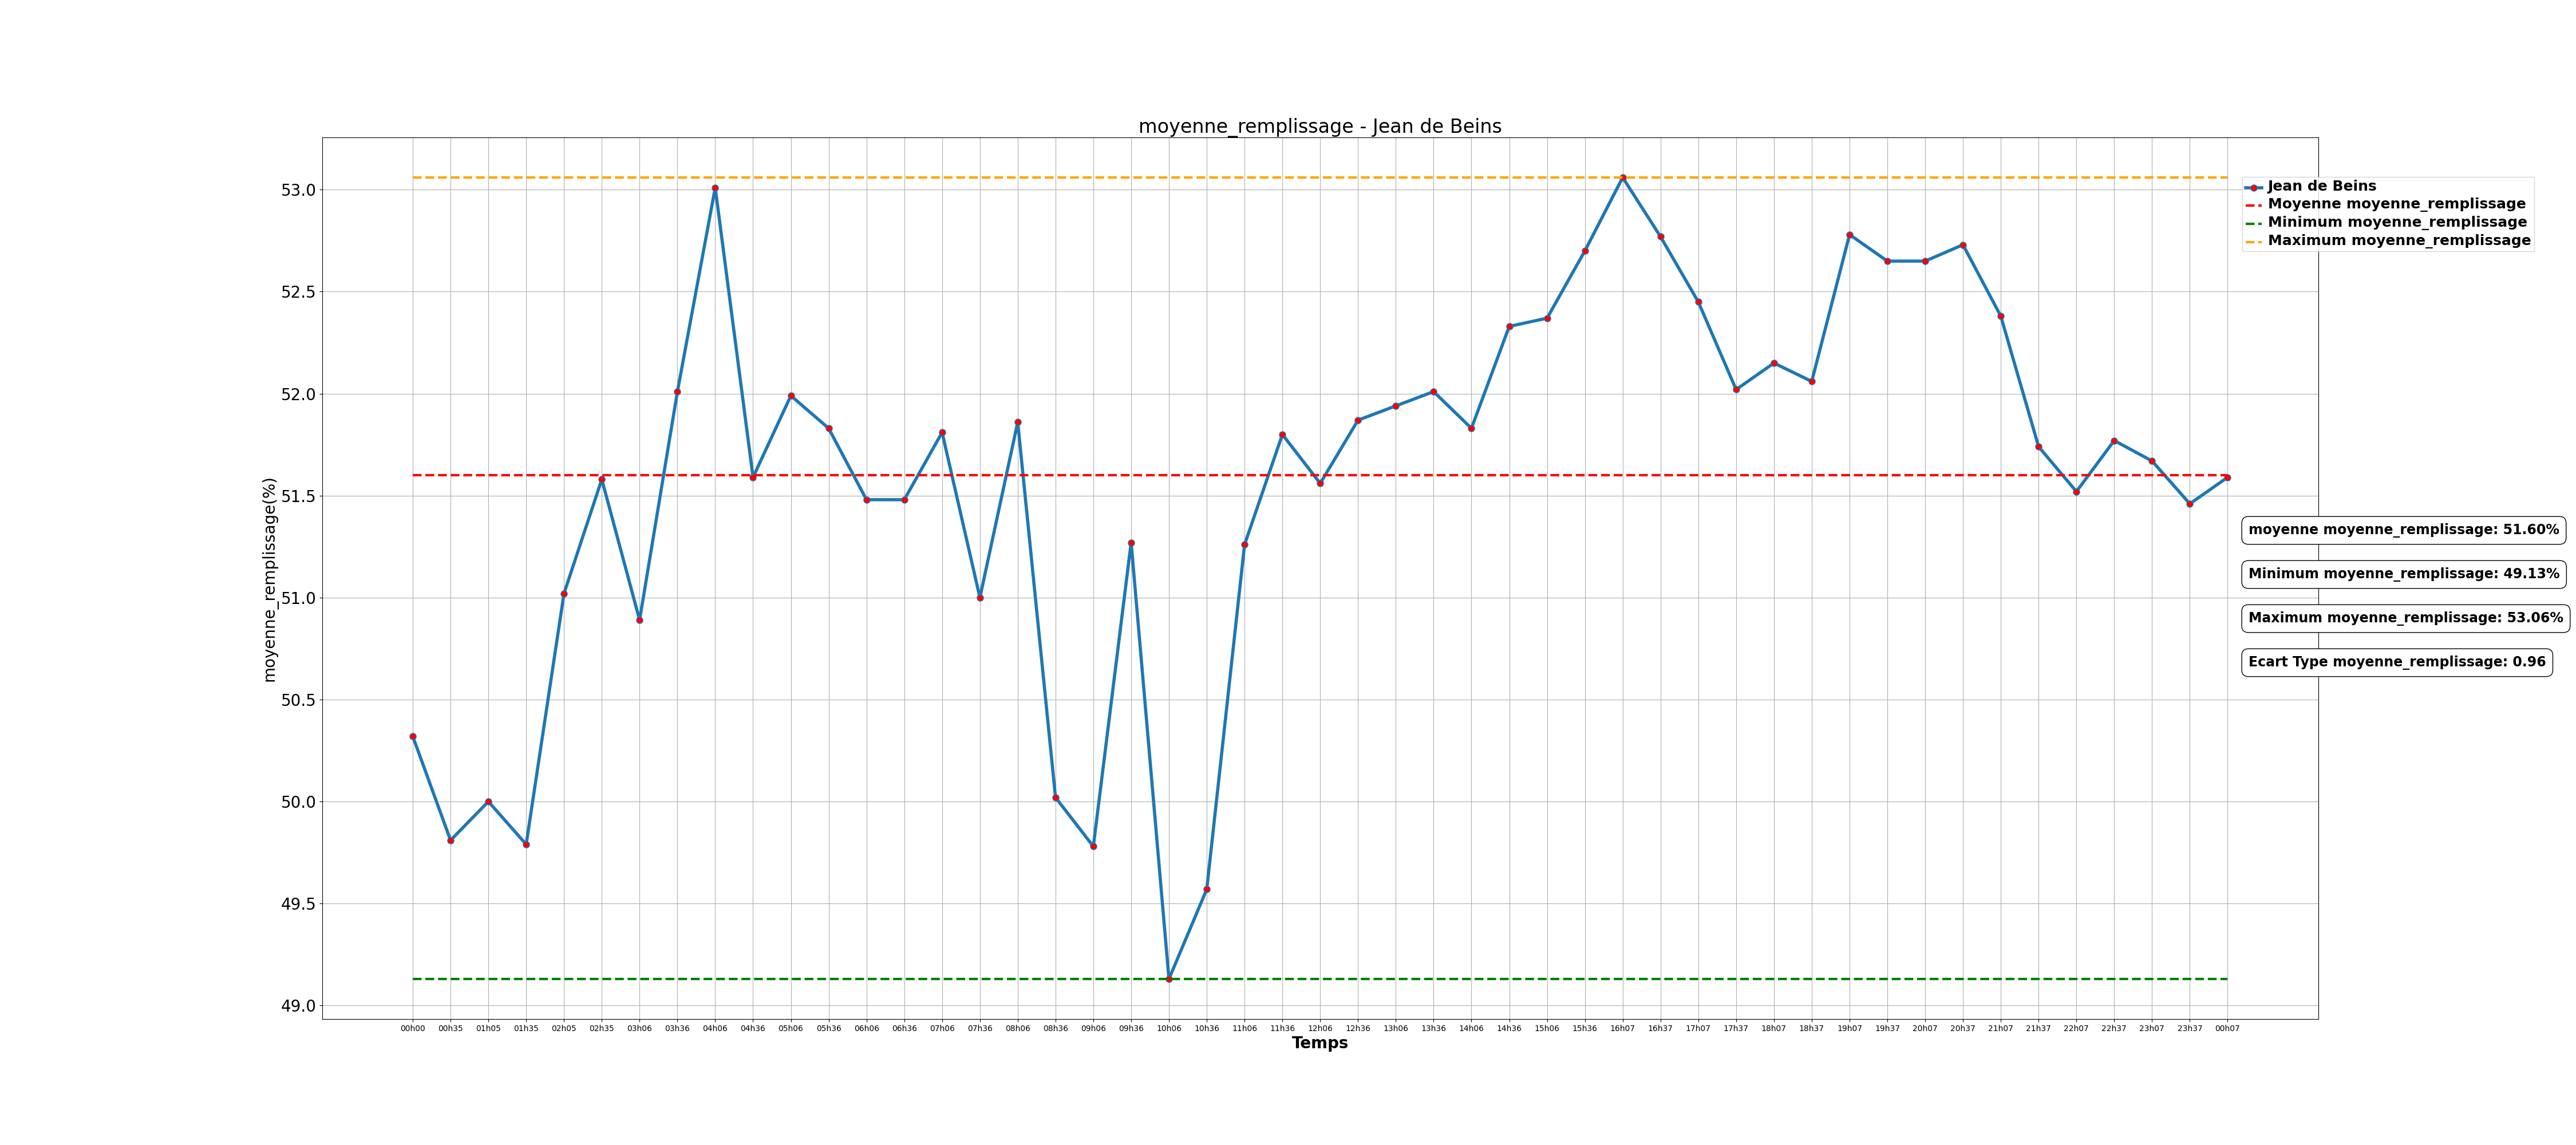 moyenne_remplissage - Jean de Beins
53.0
52.5
52.0
51.5
51.0
50.5
50.0
49.5
49.0
moyenne_remplissage(%)
Jean de Beins
Moyenne moyenne_remplissage
Minimum moyenne_remplissage
Maximum moyenne_remplissage
moyenne moyenne_remplissage: 51.60%
Minimum moyenne_remplissage: 49.13%
Maximum moyenne_remplissage: 53.06%
Ecart Type moyenne_remplissage: 0.96
00h00 00h35 01h05 01h35 02h05 02h35 03h06 03h36 04h06 04h36 05h06 05h36 06h06 06h36 07h06 07h36 08h06 08h36 09h06 09h36 10h06 10h36 11h06 11h36 12h06 12h36 13h06 13h36 14h06 14h36 15h06 15h36 16h07 16h37 17h07 17h37 18h07 18h37 19h07 19h37 20h07 20h37 21h07 21h37 22h07 22h37 23h07 23h37 00h07
Temps